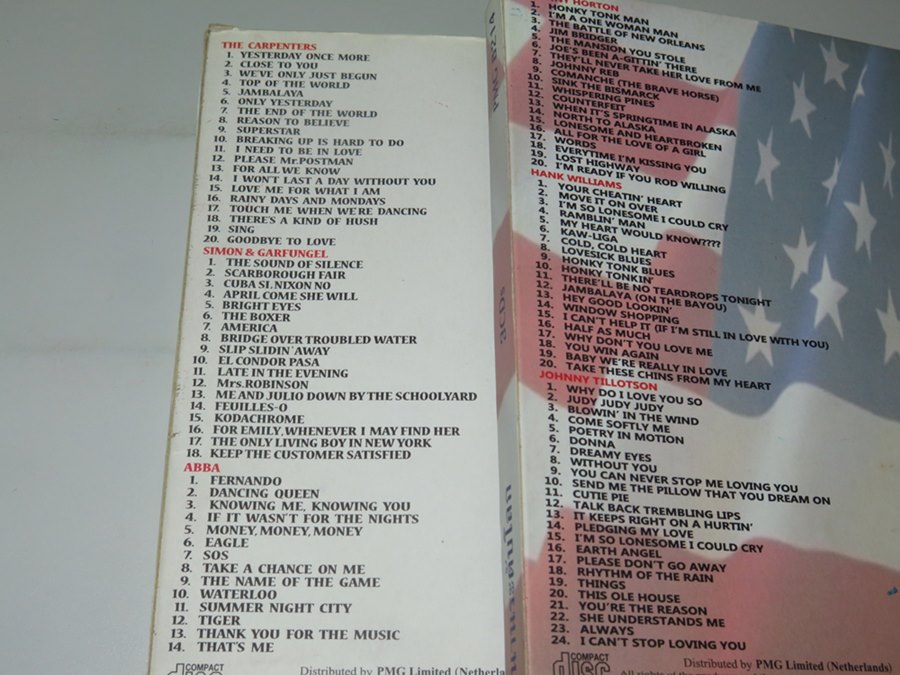 THE CARPENTERS
1. YESTERDAY ONCE MORE
2. CLOSE TO YOU
3. WE'VE ONLY JUST BEGUN
4. TOP OF THE WORLD
5. JAMBALAYA
6. ONLY YESTERDAY
7. THE END OF THE WORLD
8. REASON TO BELIEVE
9. SUPERSTAR
10. BREAKING UP IS HARD TO DO
11. I NEED TO BE IN LOVE
12. PLEASE Mr.POSTMAN
13. FOR ALL WE KNOW
14. I WON'T LAST A DAY WITHOUT YOU
15. LOVE ME FOR WHAT I AM
16. RAINY DAYS AND MONDAYS
17. TOUCH ME WHEN WE'RE DANCING
18. THERE'S A KIND OF HUSH
19. SING
20. GOODBYE TO LOVE
SIMON & GARFUNGEL
1. THE SOUND OF SILENCE
2. SCARBOROUGH FAIR
3. CUBA SI, NIXON NO
4. APRIL COME SHE WILL
5. BRIGHT EYES
6. THE BOXER
7. AMERICA
8. BRIDGE OVER TROUBLED WATER
9. SLIP SLIDIN' AWAY
10. EL CONDOR PASA
11. LATE IN THE EVENING
12. Mrs.ROBINSON
13. ME AND JULIO DOWN BY THE SCHOOLYARD
14. FEUILLES-O
15. KODACHROME
16. FOR EMILY, WHENEVER I MAY FIND HER
17. THE ONLY LIVING BOY IN NEW YORK
18. KEEP THE CUSTOMER SATISFIED
ABBA
1. FERNANDO
2. DANCING QUEEN
3. KNOWING ME, KNOWING YOU
4. IF IT WASN'T FOR THE NIGHTS
5. MONEY, MONEY, MONEY
6. EAGLE
7. SOS
8. TAKE A CHANCE ON ME
9. THE NAME OF THE GAME
10. WATERLOO
11. SUMMER NIGHT CITY
12. TIGER
13. THANK YOU FOR THE MUSIC
14. THAT'S ME
COMPACT
disc
Distributed by PMG Limited (Netherla
2CDs
HORTON
1. HONKY TONK MAN
2. I'M A ONE WOMAN MAN
3. THE BATTLE OF NEW ORLEANS
4. JIM BRIDGER
5. THE MANSION YOU STOLE
6. JOE'S BEEN A-GITTIN' THERE
7. THEY'LL NEVER TAKE HER LOVE FROM ME
8. JOHNNY REB
9. COMANCHE (THE BRAVE HORSE)
10. SINK THE BISMARCK
11. WHISPERING PINES
12. COUNTERFEIT
13. WHEN IT'S SPRINGTIME IN ALASKA
14. NORTH TO ALASKA
15. LONESOME AND HEARTBROKEN
16. ALL FOR THE LOVE OF A GIRL
17. WORDS
18. EVERYTIME I'M KISSING YOU
19. LOST HIGHWAY
20. I'M READY IF YOU ROD WILLING
HANK WILLIAMS
1. YOUR CHEATIN' HEART
2. MOVE IT ON OVER
3. I'M SO LONESOME I COULD CRY
4. RAMBLIN' MAN
5. MY HEART WOULD KNOW????
6. KAW-LIGA
7. COLD, COLD HEART
8. LOVESICK BLUES
9. HONKY TONK BLUES
10. HONKY TONKIN'
11. THERE'LL BE NO TEARDROPS TONIGHT
12. JAMBALAYA (ON THE BAYOU)
13. HEY GOOD LOOKIN'
14. WINDOW SHOPPING
15. I CAN'T HELP IT (IF I'M STILL IN LOVE WITH YOU)
16. HALF AS MUCH
17. WHY DON'T YOU LOVE ME
18. YOU WIN AGAIN
19. BABY WE'RE REALLY IN LOVE
20. TAKE THESE CHINS FROM MY HEART
JOHNNY TILLOTSON
1. WHY DO I LOVE YOU SO
2. JUDY JUDY JUDY
3. BLOWIN' IN THE WIND
4. COME SOFTLY ME
5. POETRY IN MOTION
6. DONNA
7. DREAMY EYES
8. WITHOUT YOU
9. YOU CAN NEVER STOP ME LOVING YOU
10. SEND ME THE PILLOW THAT YOU DREAM ON
11. CUTIE PIE
12. TALK BACK TREMBLING LIPS
13. IT KEEPS RIGHT ON A HURTIN'
14. PLEDGING MY LOVE
15. I'M SO LONESOME I COULD CRY
16. EARTH ANGEL
17. PLEASE DON'T GO AWAY
18. RHYTHM OF THE RAIN
19. THINGS
20. THIS OLE HOUSE
21. YOU'RE THE REASON
22. SHE UNDERSTANDS ME
23. ALWAYS
24. I CAN'T STOP LOVING YOU
COMPACT
disc
Distributed by PMG Limited (Netherlands)